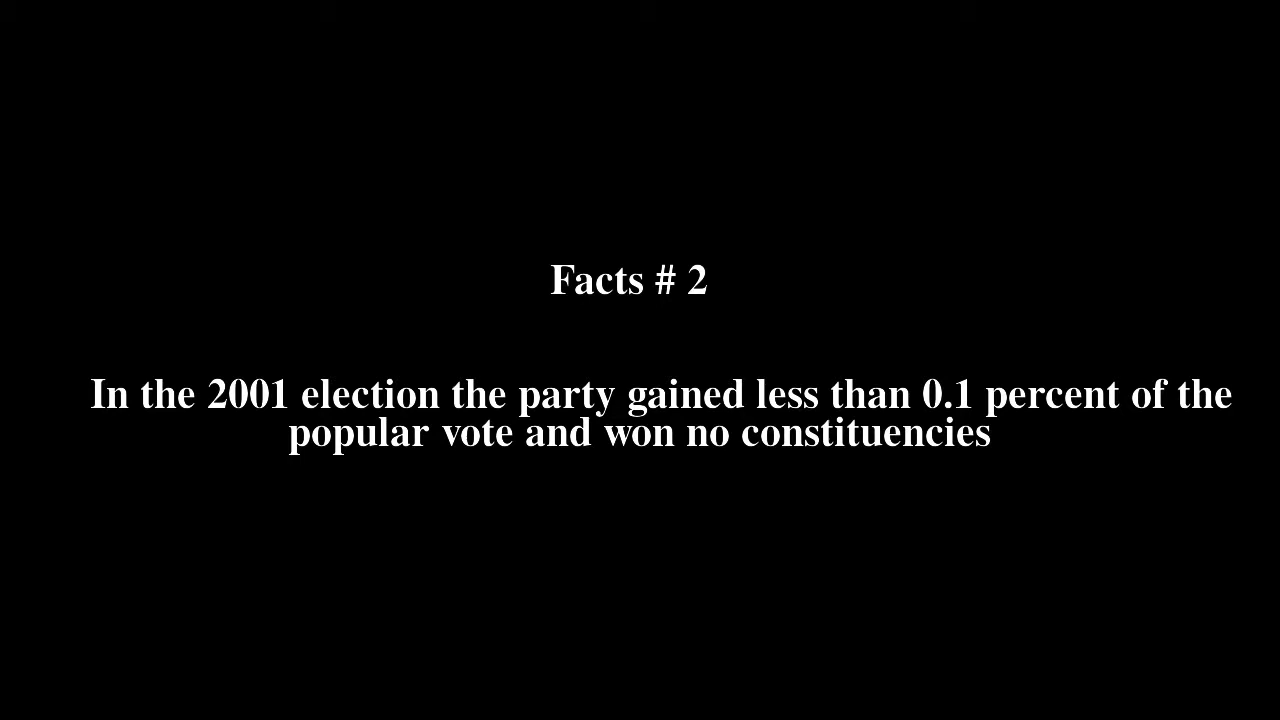 Facts # 2
In the 2001 election the party gained less than 0.1 percent of the
popular vote and won no constituencies